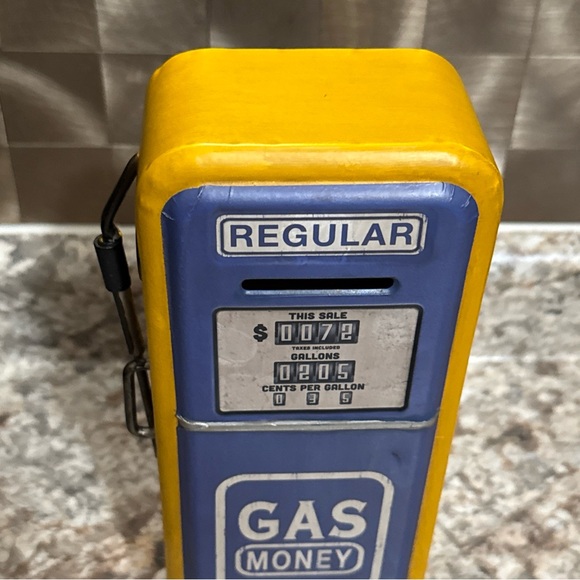 REGULAR
THIS SALE
$ 0072
TAXES INCLUDED
GALLONS
0205
CENTS PER GALLON
0 3 5
GAS
MONEY